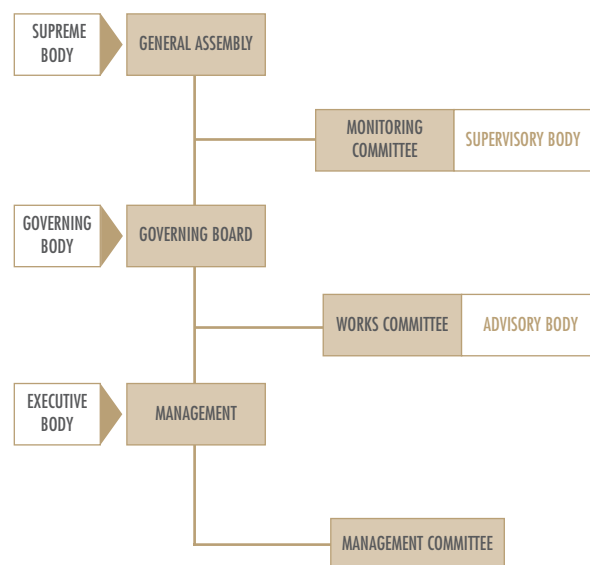 SUPREME
BODY
GENERAL ASSEMBLY
MONITORING
COMMITTEE
SUPERVISORY BODY
GOVERNING
BODY
GOVERNING BOARD
WORKS COMMITTEE
ADVISORY BODY
EXECUTIVE
BODY
MANAGEMENT
MANAGEMENT COMMITTEE